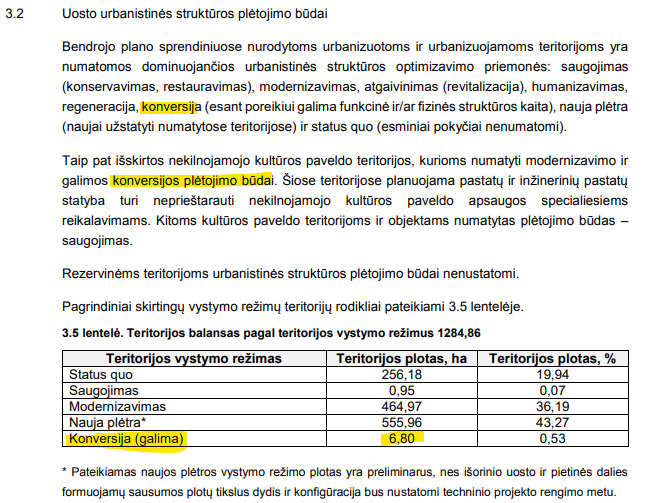 3.2 Uosto urbanistinės struktūros plėtojimo būdai
Bendrojo plano sprendiniuose nurodytoms urbanizuotoms ir urbanizuojamoms teritorijoms yra
numatomos dominuojančios urbanistinės struktūros optimizavimo priemonės: saugojimas
(konservavimas, restauravimas), modernizavimas, atgaivinimas (revitalizacija), humanizavimas,
regeneracija, konversija (esant poreikiui galima funkcinė ir/ar fizinės struktūros kaita), nauja plėtra
(naujai užstatyti numatytose teritorijose) ir status quo (esminiai pokyčiai nenumatomi).
Taip pat išskirtos nekilnojamojo kultūros paveldo teritorijos, kurioms numatyti modernizavimo ir
galimos konversijos plėtojimo būdai. Šiose teritorijose planuojama pastatų ir inžinerinių pastatų
statyba turi neprieštarauti nekilnojamojo kultūros paveldo apsaugos specialiesiems
reikalavimams. Kitoms kultūros paveldo teritorijoms ir objektams numatytas plėtojimo būdas –
saugojimas.
Rezervinėms teritorijoms urbanistinės struktūros plėtojimo būdai nenustatomi.
Pagrindiniai skirtingų vystymo režimų teritorijų rodikliai pateikiami 3.5 lentelėje.
3.5 lentelė. Teritorijos balansas pagal teritorijos vystymo režimus 1284,86
Teritorijos vystymo režimas Teritorijos plotas, ha Teritorijos plotas, %
Status quo 256,18 19,94
Saugojimas 0,95 0,07
Modernizavimas 464,97 36,19
Nauja plėtra* 555,96 43,27
Konversija (galima) 6,80 0,53
* Pateikiamas naujos plėtros vystymo režimo plotas yra preliminarus, nes išorinio uosto ir pietinės dalies
formuojamų sausumos plotų tikslus dydis ir konfigūracija bus nustatomi techninio projekto rengimo metu.